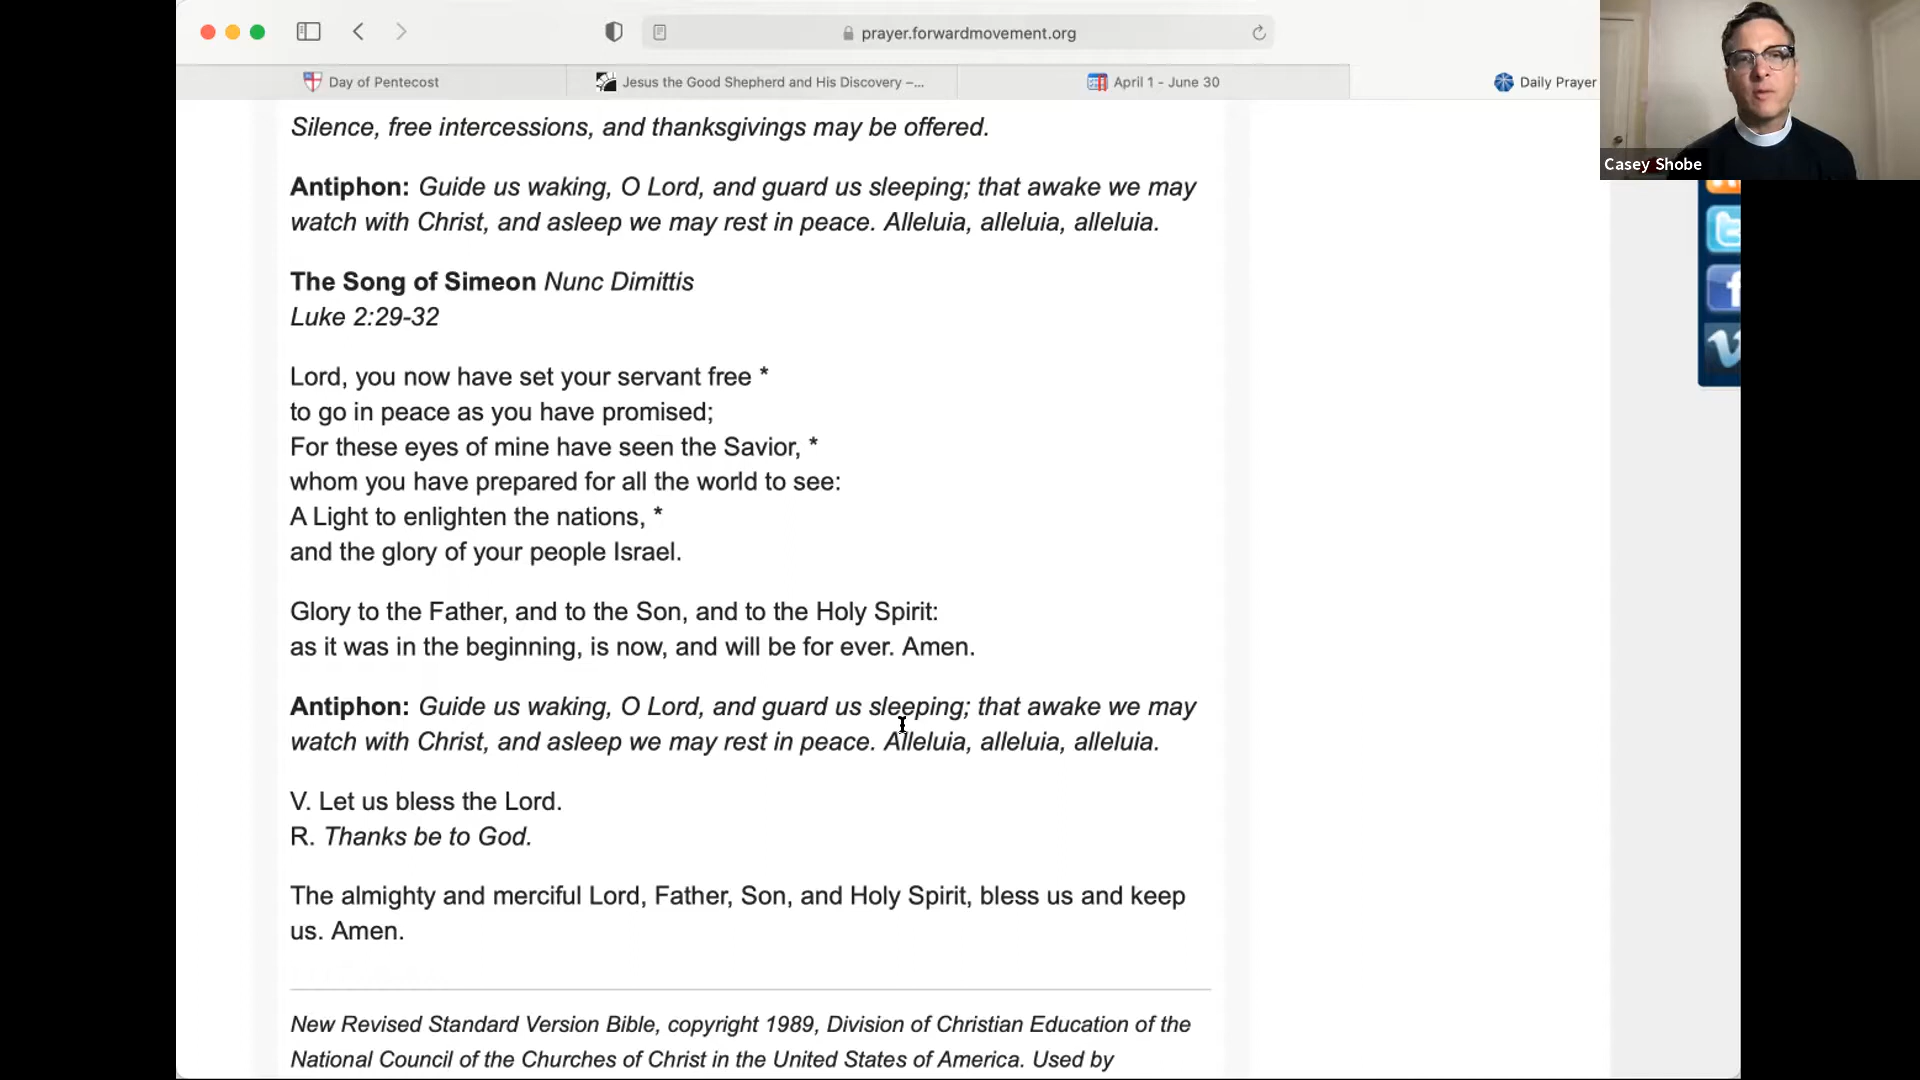 prayer.forwardmovement.org
Day of Pentecost
Jesus the Good Shepherd and His Discovery –...
April 1 - June 30
Daily Prayer
Casey Shobe
Silence, free intercessions, and thanksgivings may be offered.
Antiphon: Guide us waking, O Lord, and guard us sleeping; that awake we may
watch with Christ, and asleep we may rest in peace. Alleluia, alleluia, alleluia.
The Song of Simeon Nunc Dimittis
Luke 2:29-32
Lord, you now have set your servant free *
to go in peace as you have promised;
For these eyes of mine have seen the Savior, *
whom you have prepared for all the world to see:
A Light to enlighten the nations, *
and the glory of your people Israel.
Glory to the Father, and to the Son, and to the Holy Spirit:
as it was in the beginning, is now, and will be for ever. Amen.
Antiphon: Guide us waking, O Lord, and guard us sleeping; that awake we may
watch with Christ, and asleep we may rest in peace. Alleluia, alleluia, alleluia.
V. Let us bless the Lord.
R. Thanks be to God.
The almighty and merciful Lord, Father, Son, and Holy Spirit, bless us and keep
us. Amen.
New Revised Standard Version Bible, copyright 1989, Division of Christian Education of the
National Council of the Churches of Christ in the United States of America. Used by